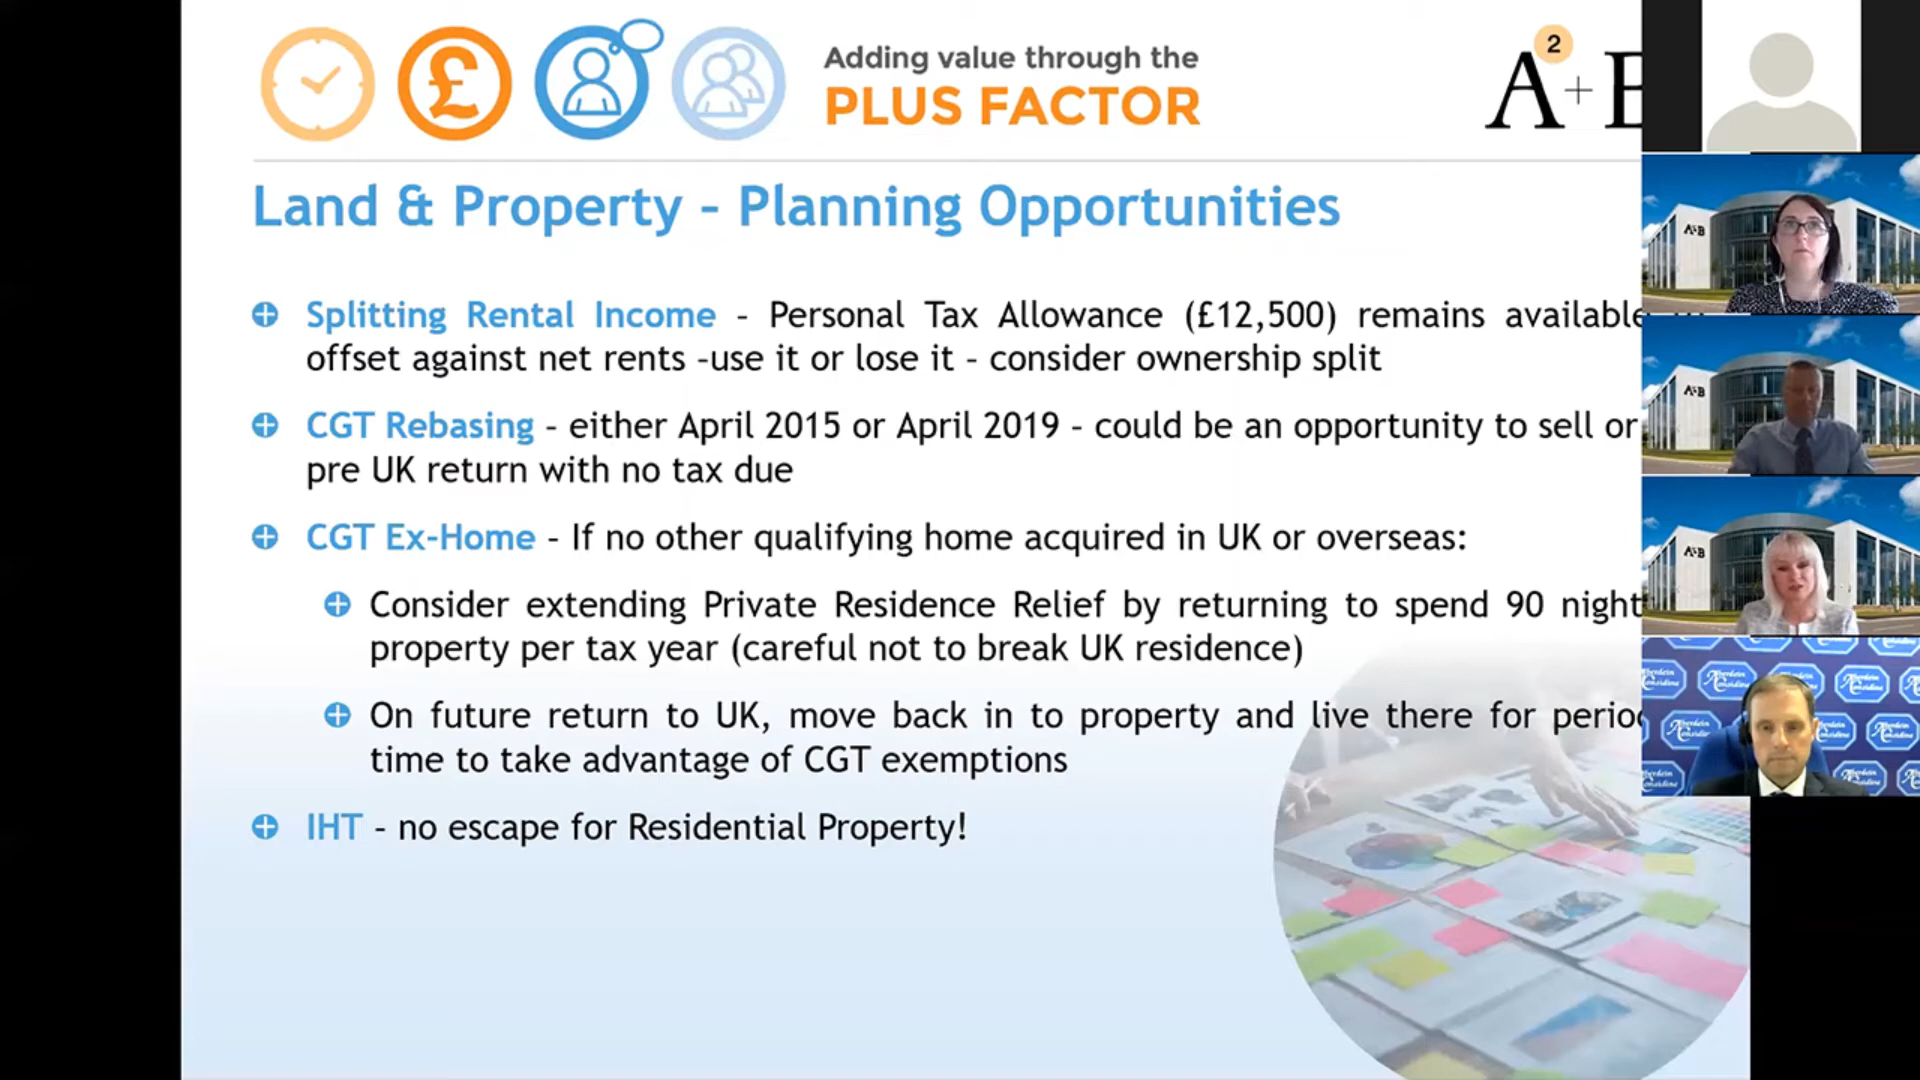 Adding value through the
PLUS FACTOR
A+B
2
Land & Property - Planning Opportunities
Splitting Rental Income - Personal Tax Allowance (£12,500) remains available
offset against net rents -use it or lose it - consider ownership split
CGT Rebasing - either April 2015 or April 2019 - could be an opportunity to sell or
pre UK return with no tax due
CGT Ex-Home - If no other qualifying home acquired in UK or overseas:
Consider extending Private Residence Relief by returning to spend 90 night
property per tax year (careful not to break UK residence)
On future return to UK, move back in to property and live there for perio
time to take advantage of CGT exemptions
IHT - no escape for Residential Property!
A+B
A+B
A+B
Aberdein
Considine